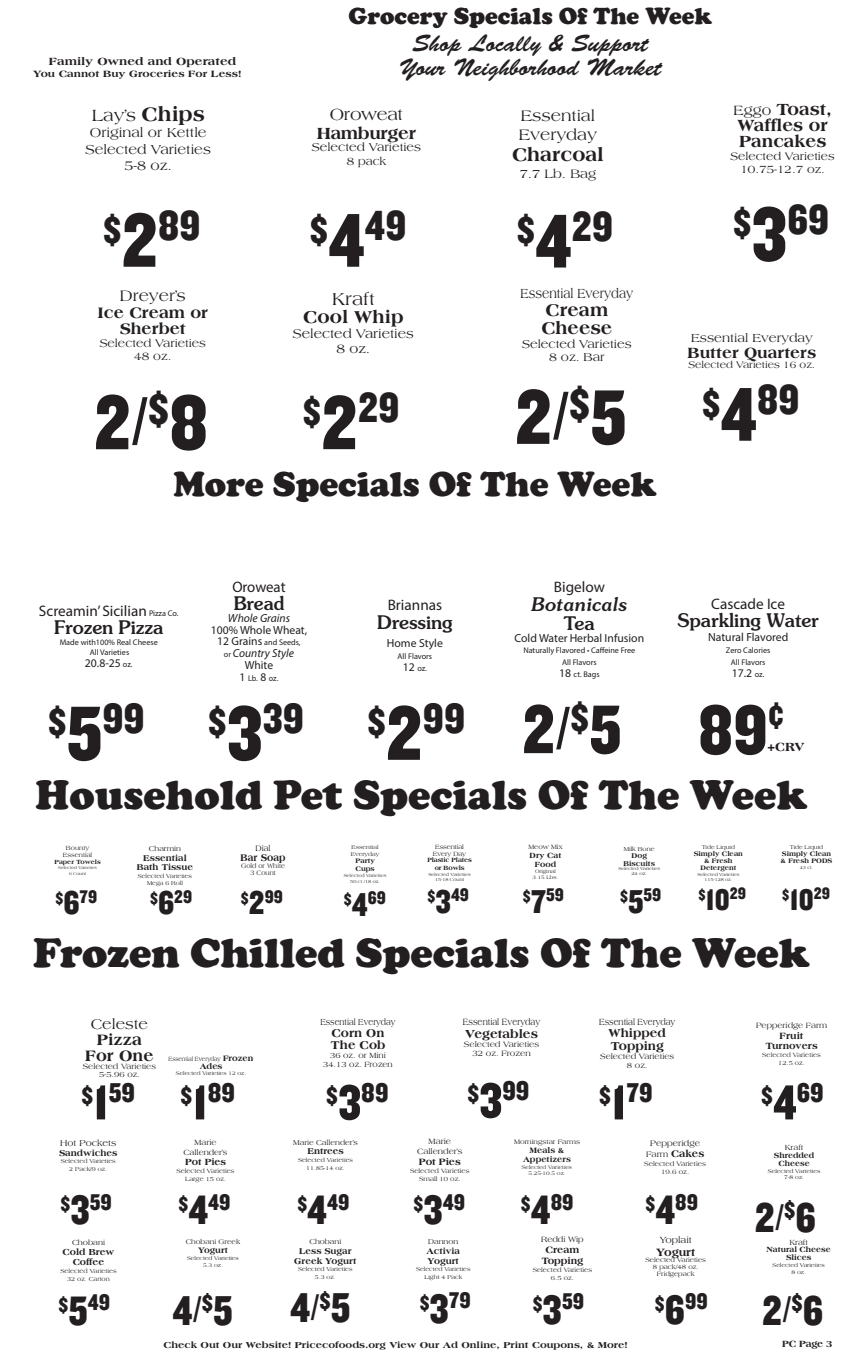 Grocery Specials Of The Week
Shop Locally & Support
Your Neighborhood Market
Family Owned and Operated
You Cannot Buy Groceries For Less!
Lay's Chips
Original or Kettle
Selected Varieties
5-8 oz.
$2 89
Oroweat
Hamburger
Selected Varieties
8 pack
$4 49
Essential
Everyday
Charcoal
7.7 Lb. Bag
$4 29
Eggo Toast,
Waffles or
Pancakes
Selected Varieties
10.75-12.7 oz.
$3 69
Dreyer's
Ice Cream or
Sherbet
Selected Varieties
48 oz.
2/$8
Kraft
Cool Whip
Selected Varieties
8 oz.
$2 29
Essential Everyday
Cream
Cheese
Selected Varieties
8 oz. Bar
2/$5
Essential Everyday
Butter Quarters
Selected Varieties 16 oz.
$4 89
More Specials Of The Week
Screamin' Sicilian Pizza Co.
Frozen Pizza
Made with100% Real Cheese
All Varieties
20.8-25 oz.
$5 99
Oroweat
Bread
Whole Grains
100% Whole Wheat,
12 Grains and Seeds,
or Country Style
White
1 Lb. 8 oz.
$3 39
Briannas
Dressing
Home Style
All Flavors
12 oz.
$2 99
Bigelow
Botanicals
Tea
Cold Water Herbal Infusion
Naturally Flavored • Caffeine Free
All Flavors
18 ct. Bags
2/$5
Cascade Ice
Sparkling Water
Natural Flavored
Zero Calories
All Flavors
17.2 oz.
89¢
+CRV
Household Pet Specials Of The Week
Bounty
Essential
Paper Towels
Selected Varieties
6 Count
$6 79
Charmin
Essential
Bath Tissue
Selected Varieties
Mega 6 Roll
$6 29
Dial
Bar Soap
Gold or White
3 Count
$2 99
Essential
Everyday
Party
Cups
Selected Varieties
$4 69
Essential
Every Day
Plastic Plates
or Bowls
Selected Varieties
15-18 Count
$3 49
Meow Mix
Dry Cat
Food
Original
3.15 Lbs.
$7 59
Milk Bone
Dog
Biscuits
Selected Varieties
24 oz.
$5 59
Tide Liquid
Simply Clean
& Fresh
Detergent
Selected Varieties
115-128 oz.
$10 29
Tide Liquid
Simply Clean
& Fresh PODS
$10 29
Frozen Chilled Specials Of The Week
Celeste
Pizza
For One
Selected Varieties
5-5.96 oz.
$1 59
Essential Everyday Frozen
Ades
Selected Varieties 12 oz.
$1 89
Essential Everyday
Corn On
The Cob
36 oz. or Mini
34.13 oz. Frozen
$3 89
Essential Everyday
Vegetables
Selected Varieties
32 oz. Frozen
$3 99
Essential Everyday
Whipped
Topping
Selected Varieties
8 oz.
$1 79
Pepperidge Farm
Fruit
Turnovers
Selected Varieties
12.5 oz.
$4 69
Hot Pockets
Sandwiches
Selected Varieties
2 Pack/9 oz.
$3 59
Marie
Callender's
Pot Pies
Selected Varieties
Large 15 oz.
$4 49
Marie Callender's
Entrees
Selected Varieties
11.85-14 oz.
$4 49
Marie
Callender's
Pot Pies
Selected Varieties
Small 10 oz.
$3 49
Morningstar Farms
Meals &
Appetizers
Selected Varieties
5.25-10.5 oz.
$4 89
Pepperidge
Farm Cakes
Selected Varieties
19.6 oz.
$4 89
Kraft
Shredded
Cheese
Selected Varieties
7-8 oz.
2/$6
Chobani
Cold Brew
Coffee
Selected Varieties
32 oz. Carton
$5 49
Chobani Greek
Yogurt
Selected Varieties
5.3 oz.
4/$5
Chobani
Less Sugar
Greek Yogurt
Selected Varieties
5.3 oz.
4/$5
Dannon
Activia
Yogurt
Selected Varieties
Light 4 Pack
$3 79
Reddi Wip
Cream
Topping
Selected Varieties
6.5 oz.
$3 59
Yoplait
Yogurt
Selected Varieties
8 pack/48 oz.
Fridgepack
$6 99
Kraft
Natural Cheese
Slices
Selected Varieties
8 oz.
2/$6
Check Out Our Website! Pricecofoods.org View Our Ad Online, Print Coupons, & More!
PC Page 3